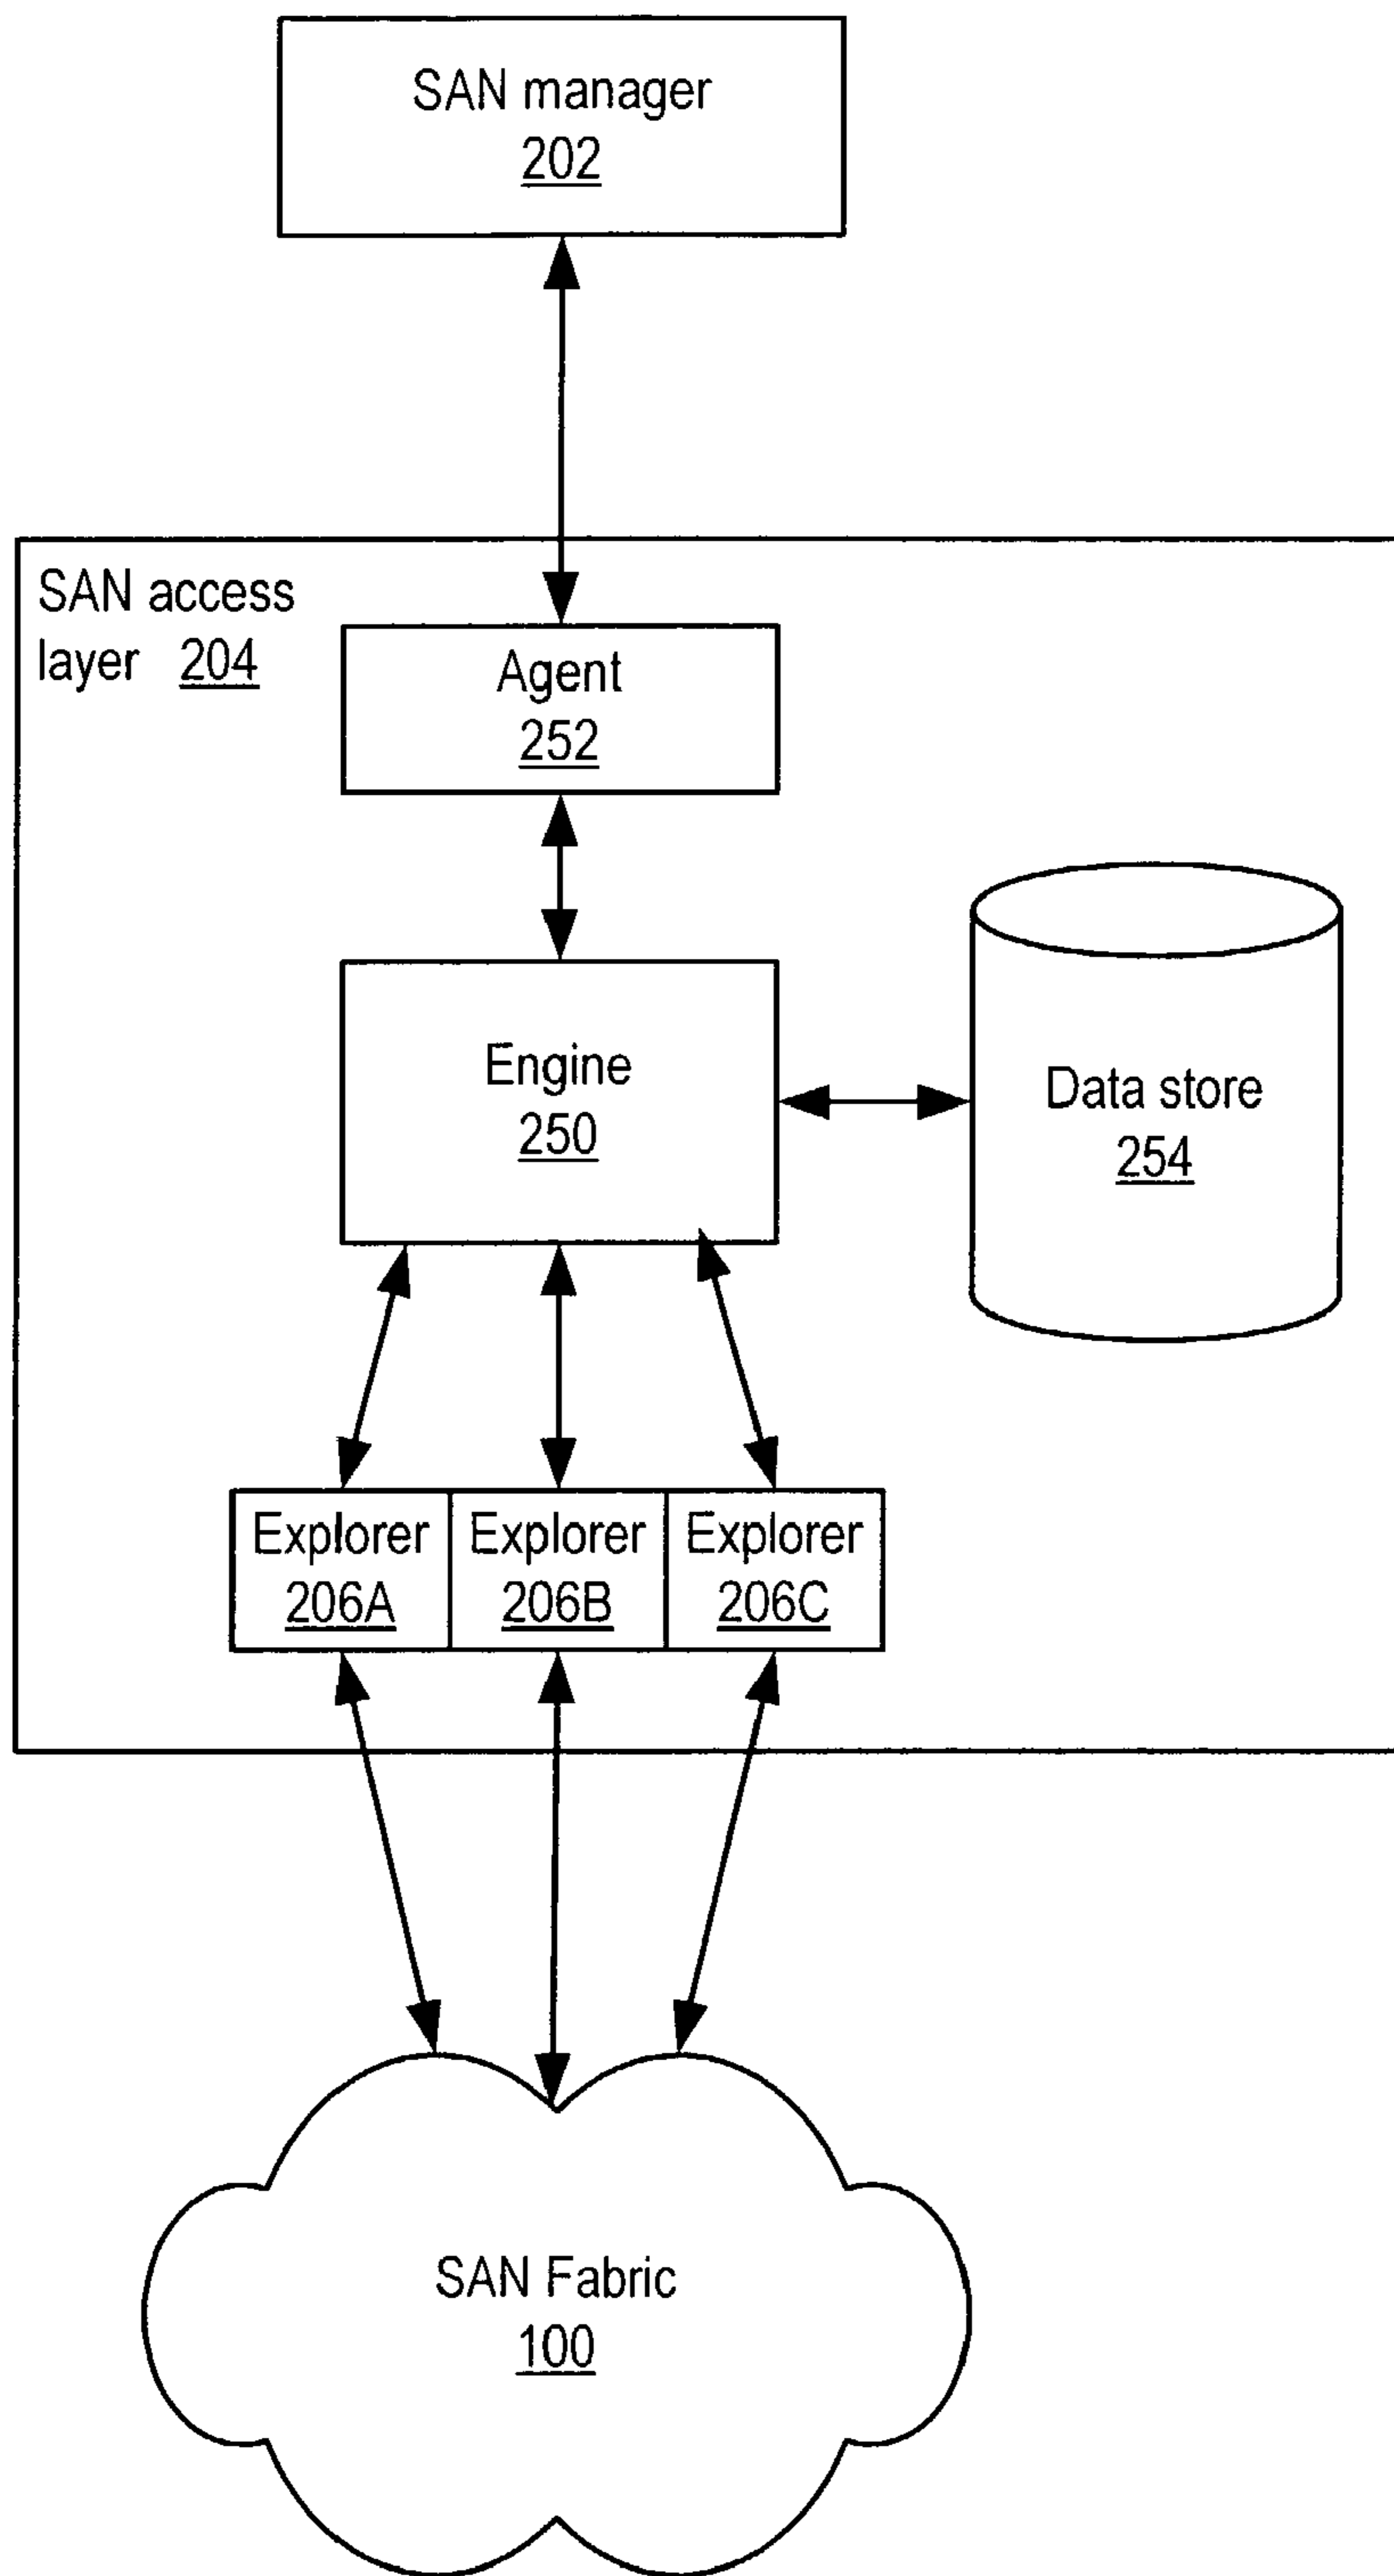 SAN manager
202
SAN access
layer 204
Agent
252
Engine
250
Data store
254
Explorer
206A
Explorer
206B
Explorer
206C
SAN Fabric
100